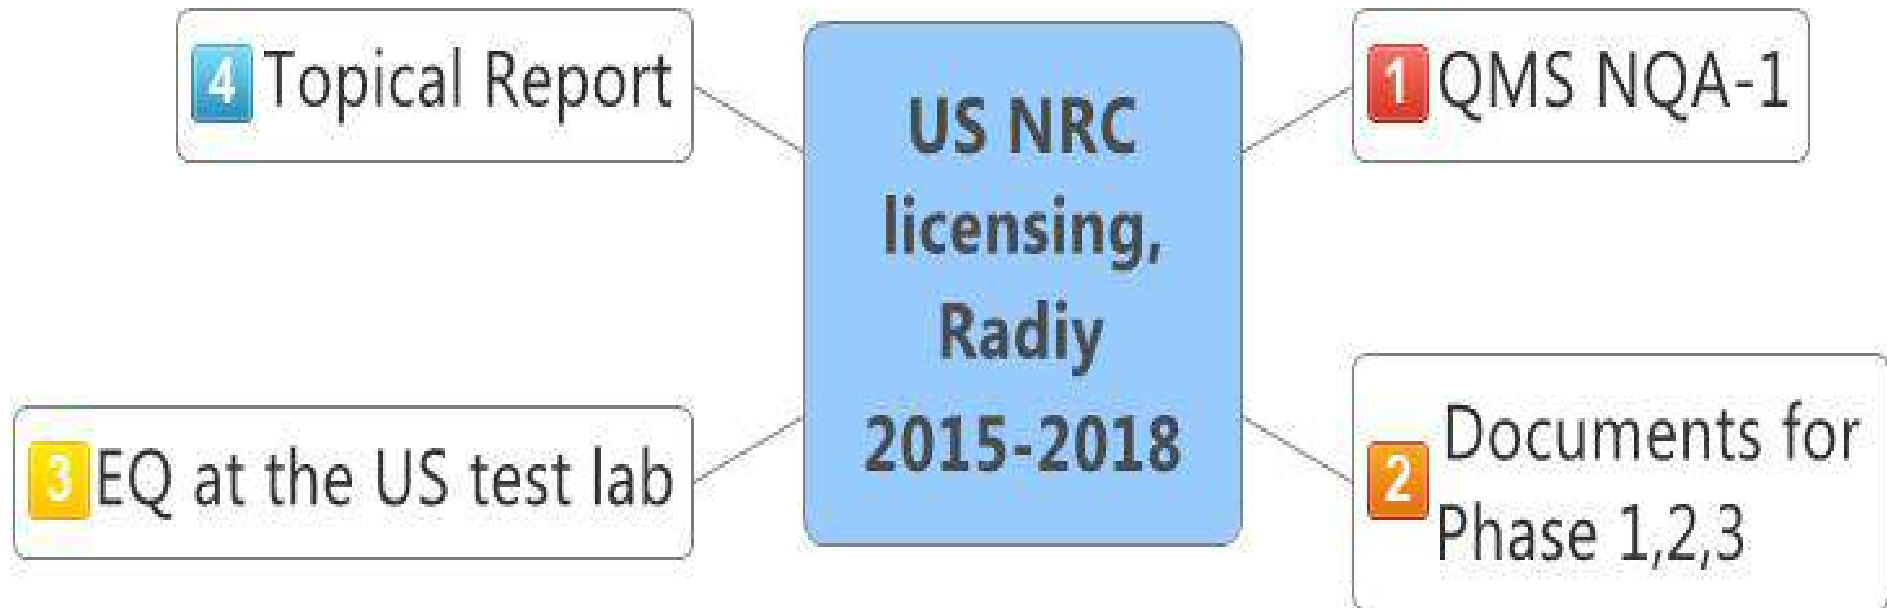 US NRC
licensing,
Radiy
2015-2018
1 QMS NQA-1
2 Documents for
Phase 1,2,3
3 EQ at the US test lab
4 Topical Report